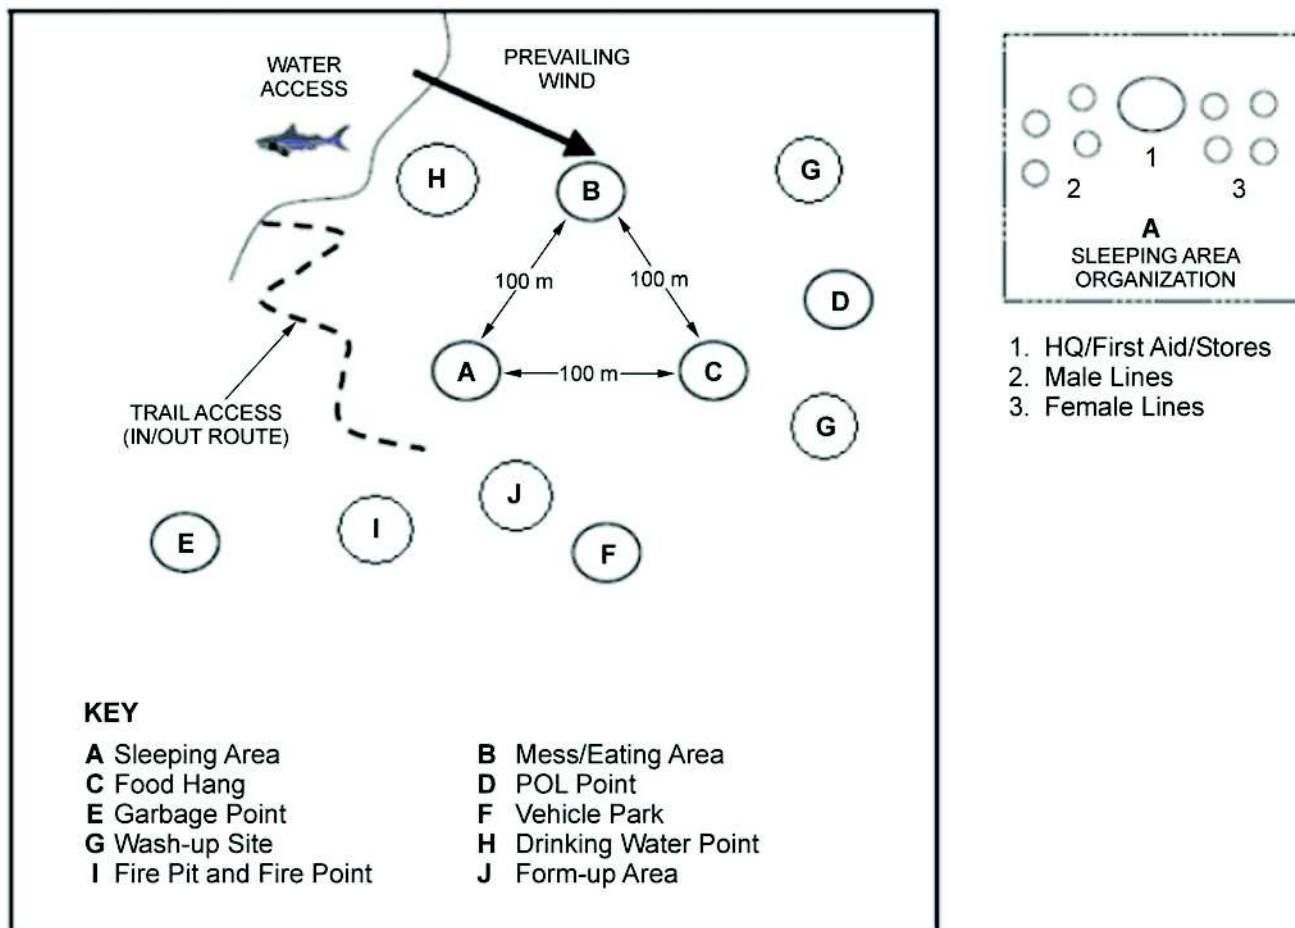 WATER
ACCESS
PREVAILING
WIND
H
B
G
100 m
100 m
D
A
100 m
C
TRAIL ACCESS
(IN/OUT ROUTE)
G
J
E
I
F
KEY
A Sleeping Area
B Mess/Eating Area
C Food Hang
D POL Point
E Garbage Point
F Vehicle Park
G Wash-up Site
H Drinking Water Point
I Fire Pit and Fire Point
J Form-up Area
1
2
3
A
SLEEPING AREA
ORGANIZATION
1. HQ/First Aid/Stores
2. Male Lines
3. Female Lines